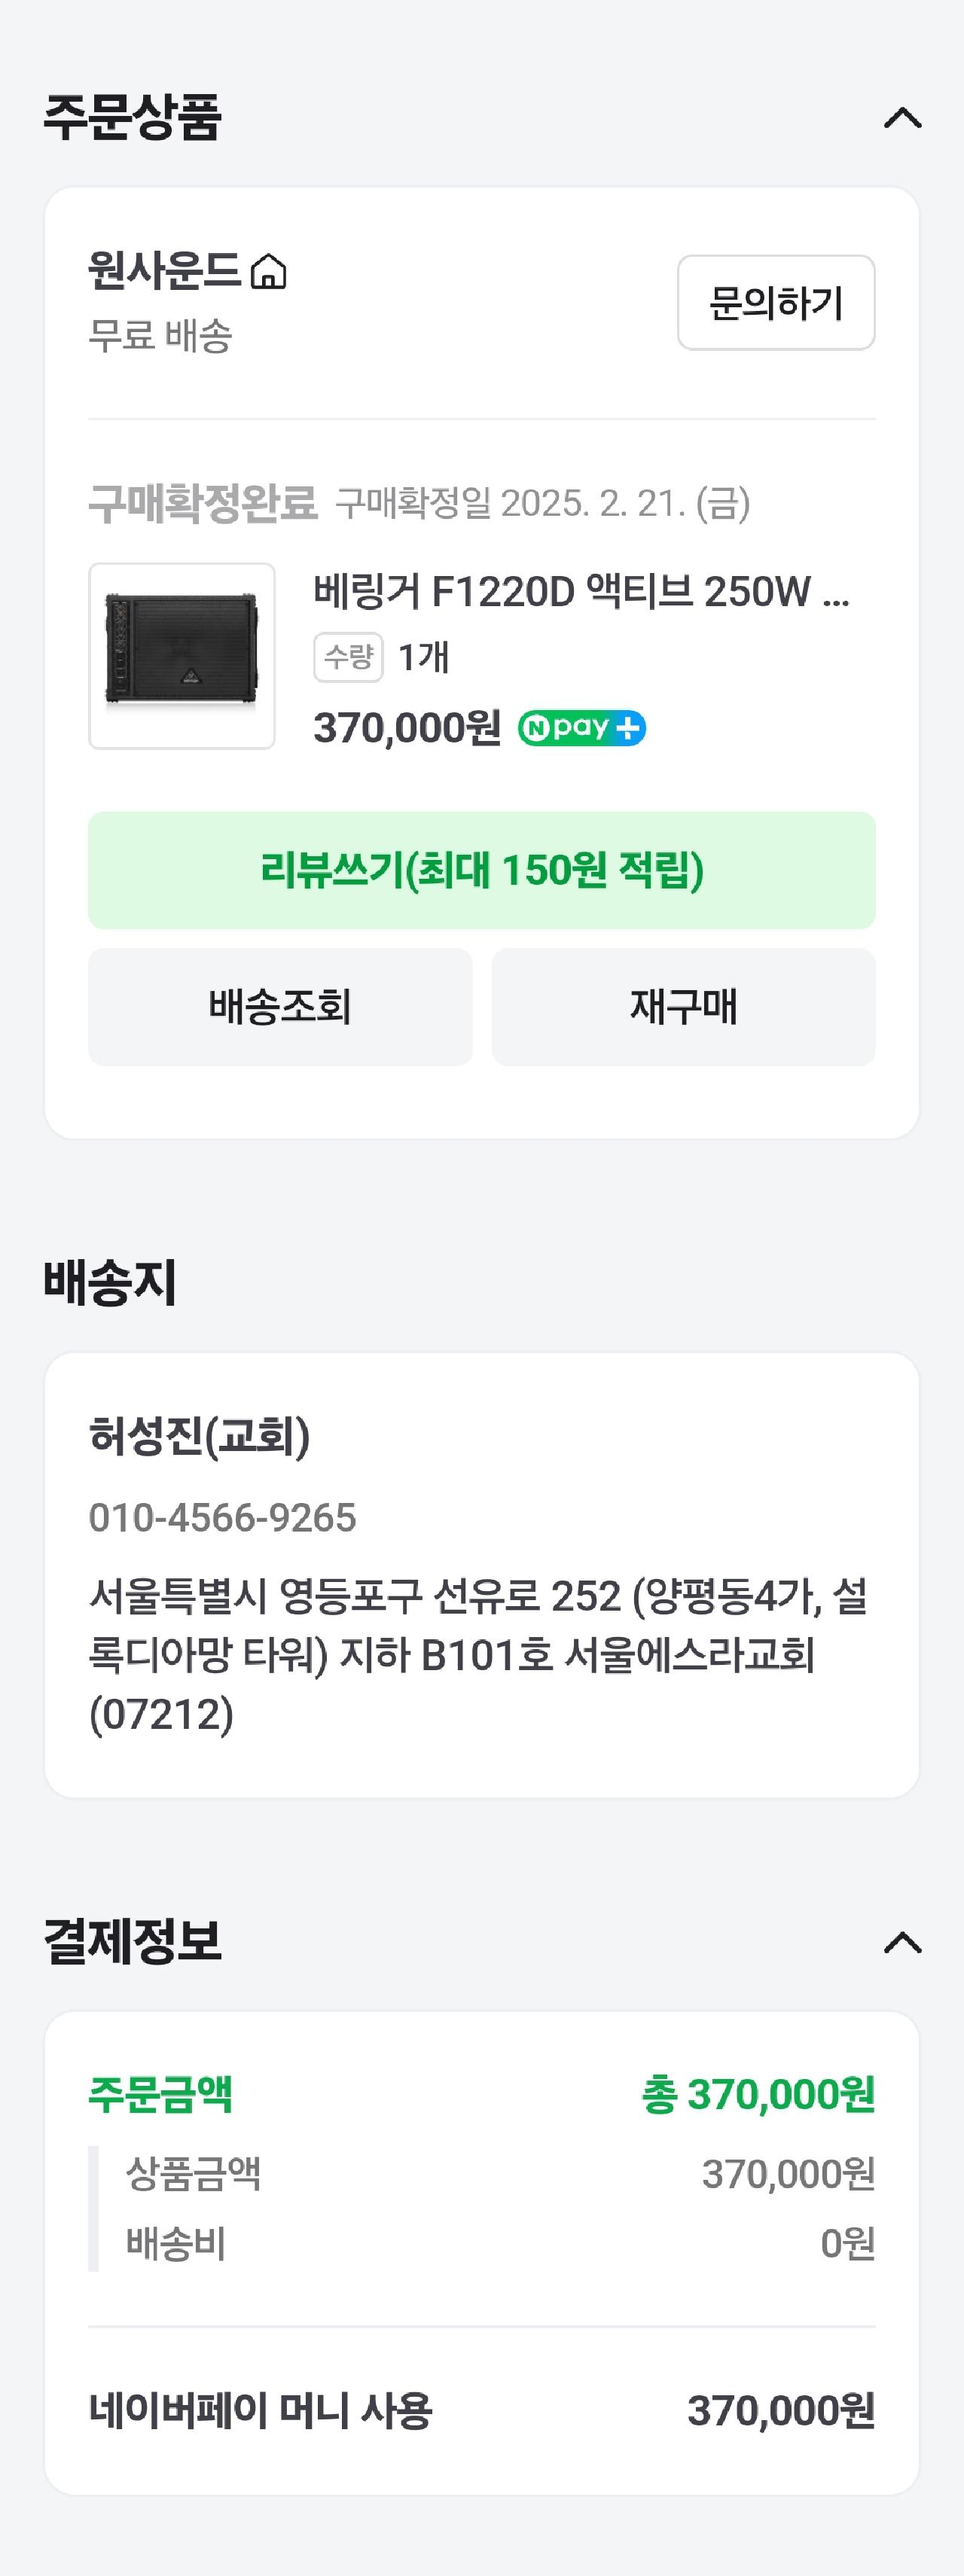 주문상품
원사운드
문의하기
무료 배송
구매확정완료 구매확정일 2025. 2. 21. (금)
베링거 F1220D 액티브 250W ...
수량 1개
370,000원 N pay +
리뷰쓰기(최대 150원 적립)
배송조회 재구매
배송지
허성진(교회)
010-4566-9265
서울특별시 영등포구 선유로 252 (양평동4가, 설
록디아망 타워) 지하 B101호 서울에스라교회
(07212)
결제정보
주문금액 총 370,000원
상품금액 370,000원
배송비 0원
네이버페이 머니 사용 370,000원